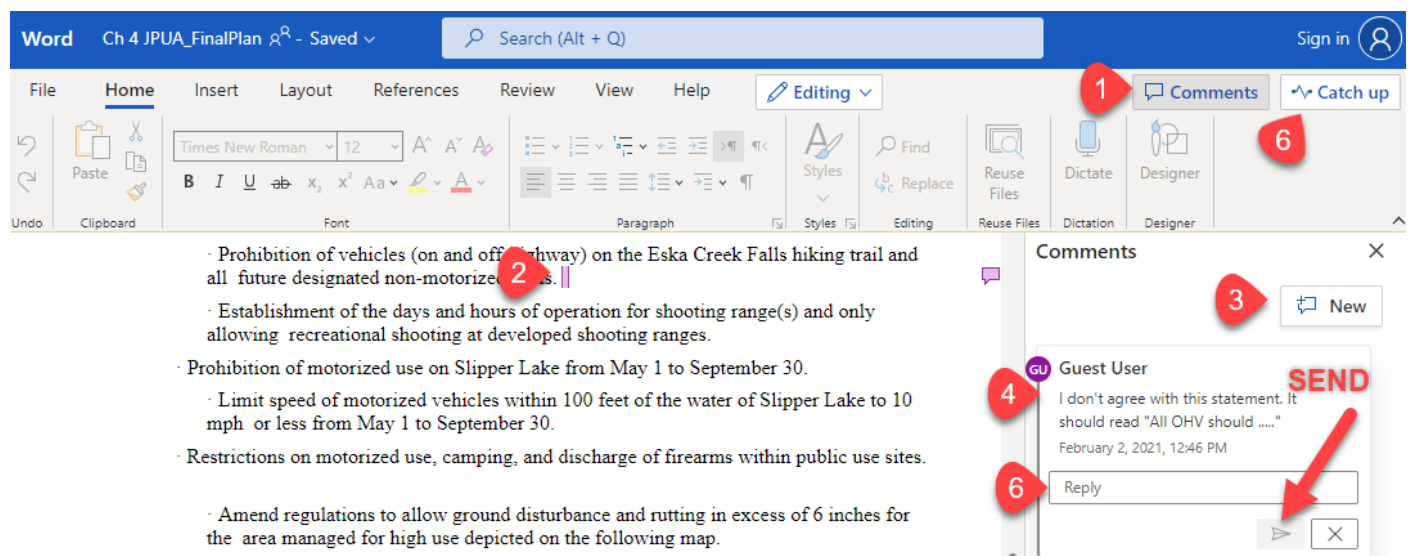 Word Ch 4 JPUA_FinalPlan - Saved Search (Alt + Q) Sign in
File Home Insert Layout References Review View Help Editing 1 Comments Catch up
6
Times New Roman 12 A A A Find
Paste Styles Reuse Files Dictate Designer
B I U ab x₂ x² Aa A Replace
Undo Clipboard Font Paragraph Styles Editing Reuse Files Dictation Designer
· Prohibition of vehicles (on and off highway) on the Eska Creek Falls hiking trail and
all future designated non-motorized 2 s.
· Establishment of the days and hours of operation for shooting range(s) and only
allowing recreational shooting at developed shooting ranges.
· Prohibition of motorized use on Slipper Lake from May 1 to September 30.
· Limit speed of motorized vehicles within 100 feet of the water of Slipper Lake to 10
mph or less from May 1 to September 30.
· Restrictions on motorized use, camping, and discharge of firearms within public use sites.
· Amend regulations to allow ground disturbance and rutting in excess of 6 inches for
the area managed for high use depicted on the following map.
Comments
3 New
GU Guest User
SEND
4 I don't agree with this statement. It
should read "All OHV should ....."
February 2, 2021, 12:46 PM
6 Reply